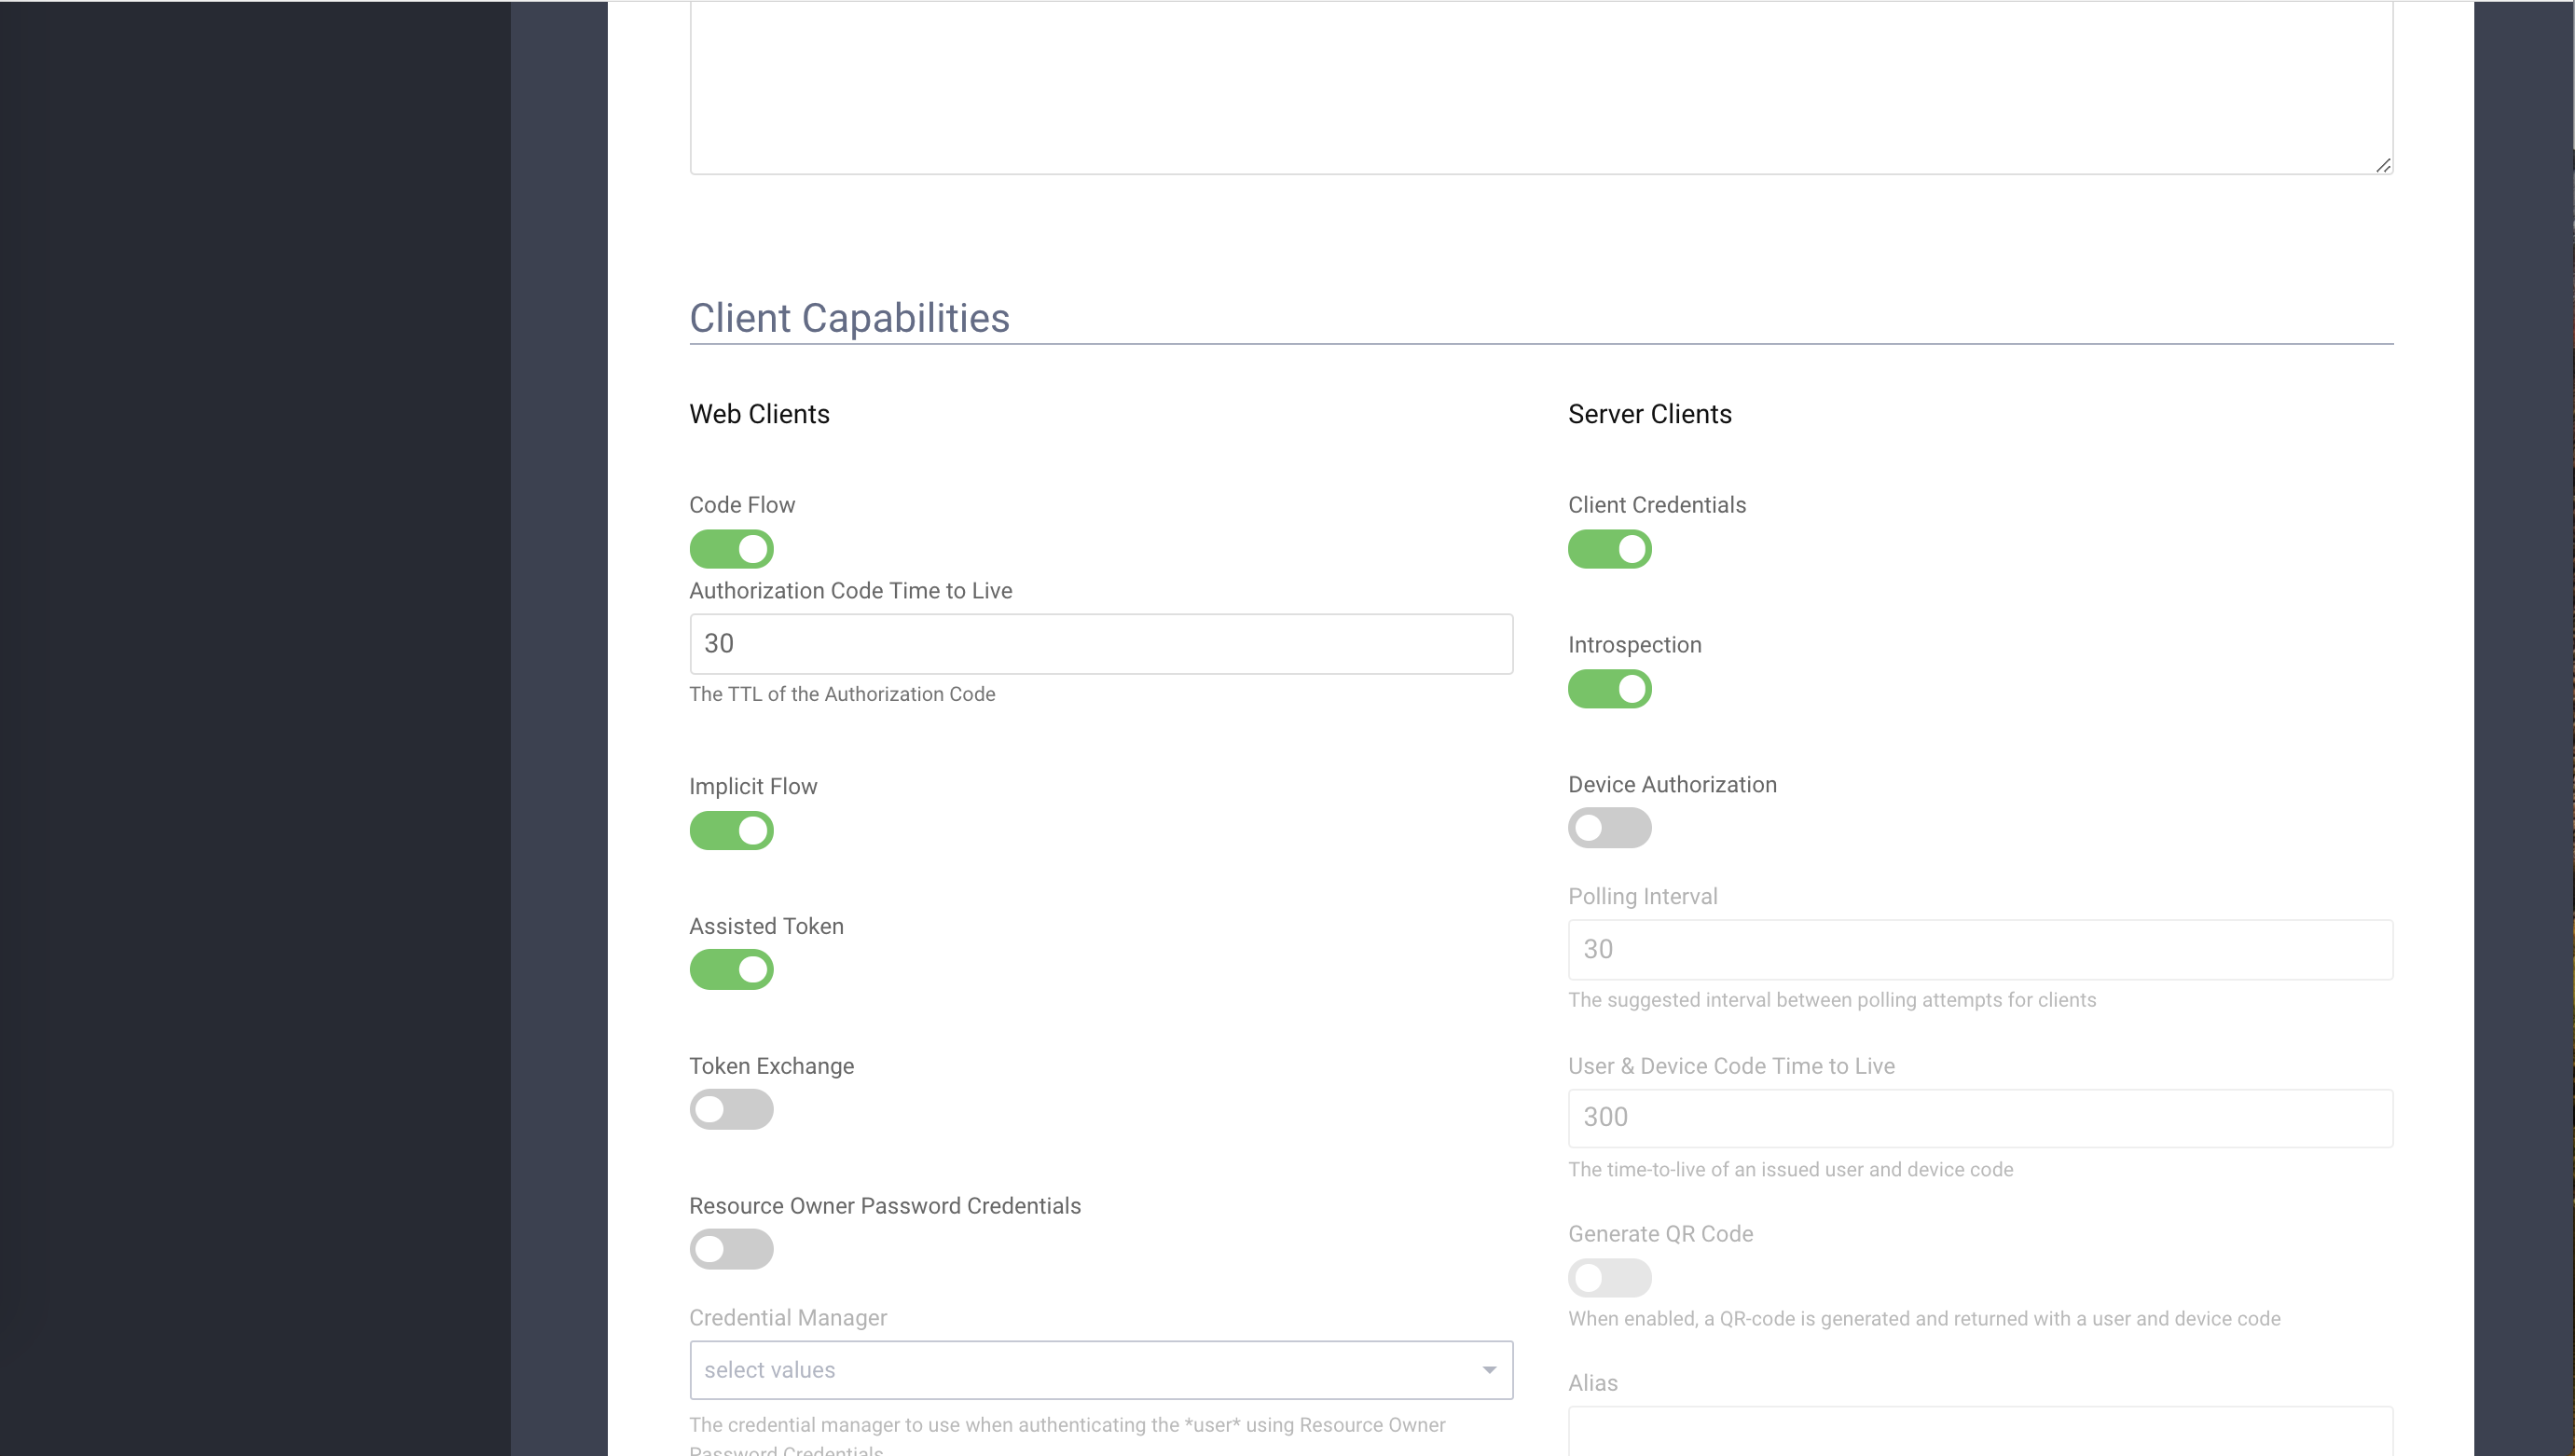 Client Capabilities
Web Clients
Code Flow
Authorization Code Time to Live
30
The TTL of the Authorization Code
Implicit Flow
Assisted Token
Token Exchange
Resource Owner Password Credentials
Credential Manager
select values
The credential manager to use when authenticating the *user* using Resource Owner
Password Credentials
Server Clients
Client Credentials
Introspection
Device Authorization
Polling Interval
30
The suggested interval between polling attempts for clients
User & Device Code Time to Live
300
The time-to-live of an issued user and device code
Generate QR Code
When enabled, a QR-code is generated and returned with a user and device code
Alias